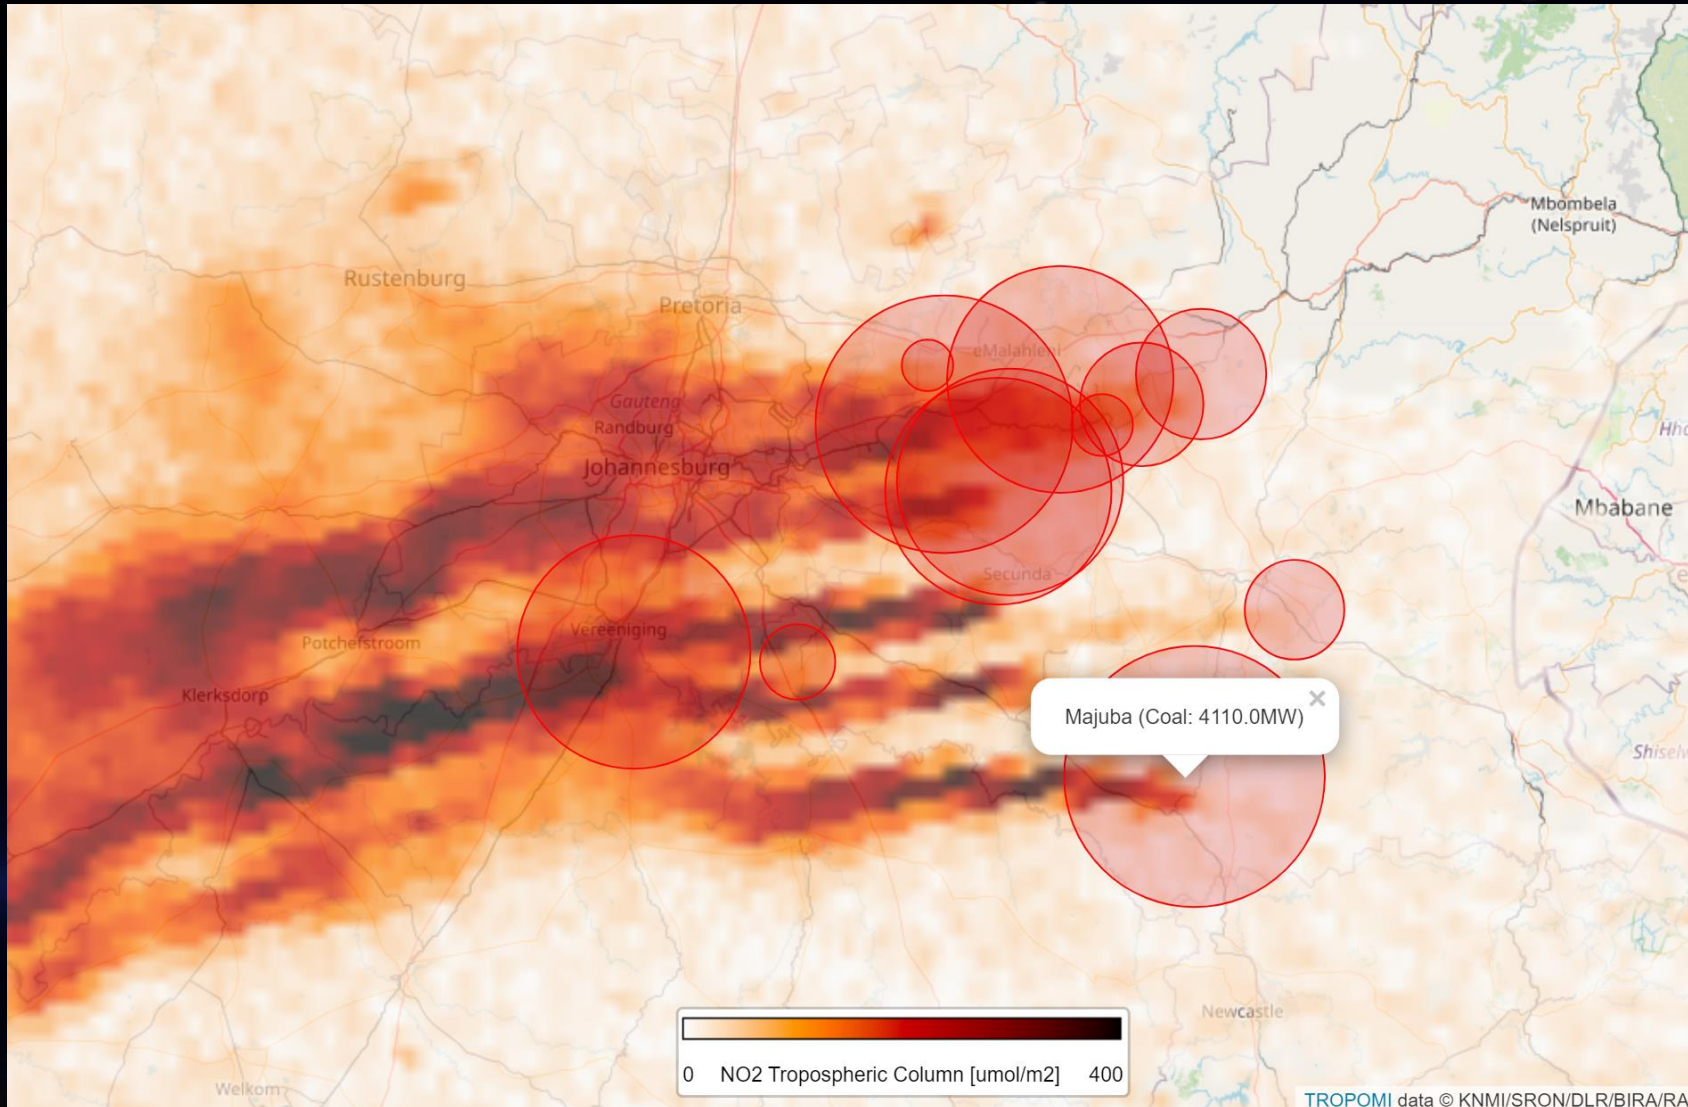 Mbombela
(Nelspruit)
Rustenburg
Pretoria
eMalahleni
Gauteng
Randburg
Johannesburg
Mbabane
Secunda
Vereeniging
Potchefstroom
Klerksdorp
Majuba (Coal: 4110.0MW)
×
Newcastle
0 NO2 Tropospheric Column [umol/m2] 400
Welkom
TROPOMI data © KNMI/SRON/DLR/BIRA/RA